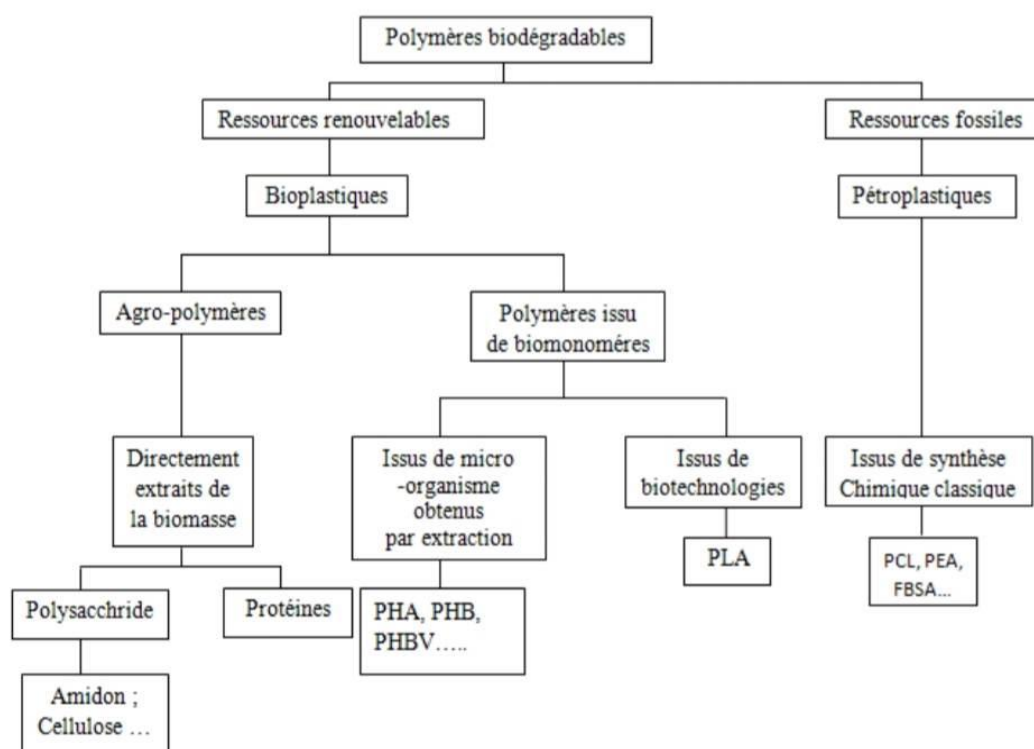 Polymères biodégradables
Ressources renouvelables
Ressources fossiles
Bioplastiques
Pétroplastiques
Agro-polymères
Polymères issu
de biomonoméres
Directement
extraits de
la biomasse
Issus de micro
-organisme
obtenus
par extraction
Issus de
biotechnologies
Issus de synthèse
Chimique classique
Polysacchride
Protéines
PHA, PHB,
PHBV.....
PLA
PCL, PEA,
FBSA...
Amidon ;
Cellulose ...